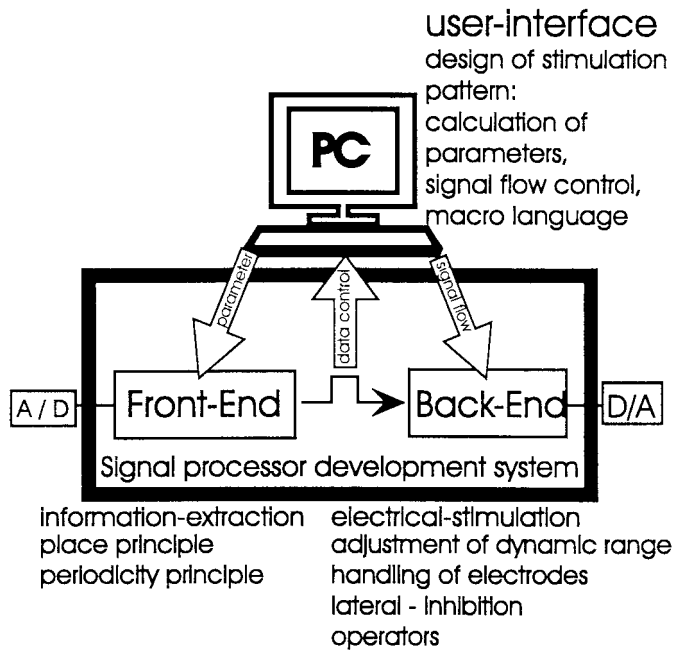 user-interface
design of stimulation
pattern:
calculation of
parameters,
signal flow control,
macro language
PC
parameter
data control
signal flow
A / D
Front-End
Back-End
D/A
Signal processor development system
information-extraction
place principle
periodicity principle
electrical-stimulation
adjustment of dynamic range
handling of electrodes
lateral - inhibition
operators